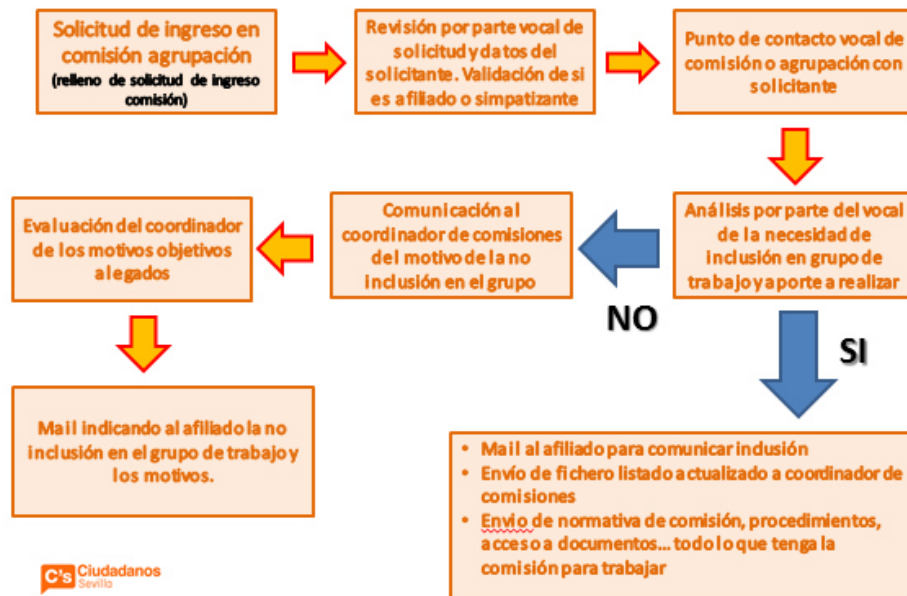 Solicitud de ingreso en
comisión agrupación
(relleno de solicitud de ingreso
comisión)
Revisión por parte vocal de
solicitud y datos del
solicitante. Validación de si
es afiliado o simpatizante
Punto de contacto vocal de
comisión o agrupación con
solicitante
Análisis por parte del vocal
de la necesidad de
inclusión en grupo de
trabajo y aporte a realizar
NO
Comunicación al
coordinador de comisiones
del motivo de la no
inclusión en el grupo
Evaluación del coordinador
de los motivos objetivos
alegados
Mail indicando al afiliado la no
inclusión en el grupo de trabajo y
los motivos.
SI
• Mail al afiliado para comunicar inclusión
• Envío de fichero listado actualizado a coordinador de
comisiones
• Envio de normativa de comisión, procedimientos,
acceso a documentos... todo lo que tenga la
comisión para trabajar
C's Ciudadanos
Sevilla